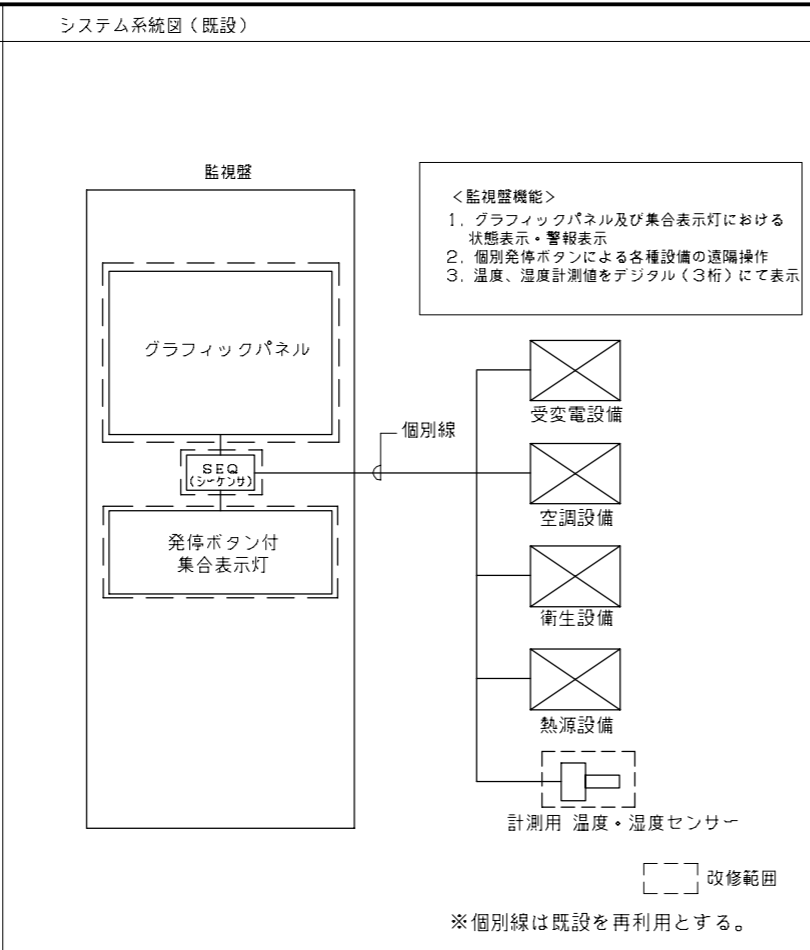 システム系統図(既設)
監視盤
<監視盤機能>
1. グラフィックパネル及び集合表示灯における
状態表示・警報表示
2. 個別発停ボタンによる各種設備の遠隔操作
3. 温度、湿度計測値をデジタル(3桁)にて表示
グラフィックパネル
個別線
SEQ
(シーケンサ)
発停ボタン付
集合表示灯
受変電設備
空調設備
衛生設備
熱源設備
計測用 温度・湿度センサー
改修範囲
※個別線は既設を再利用とする。